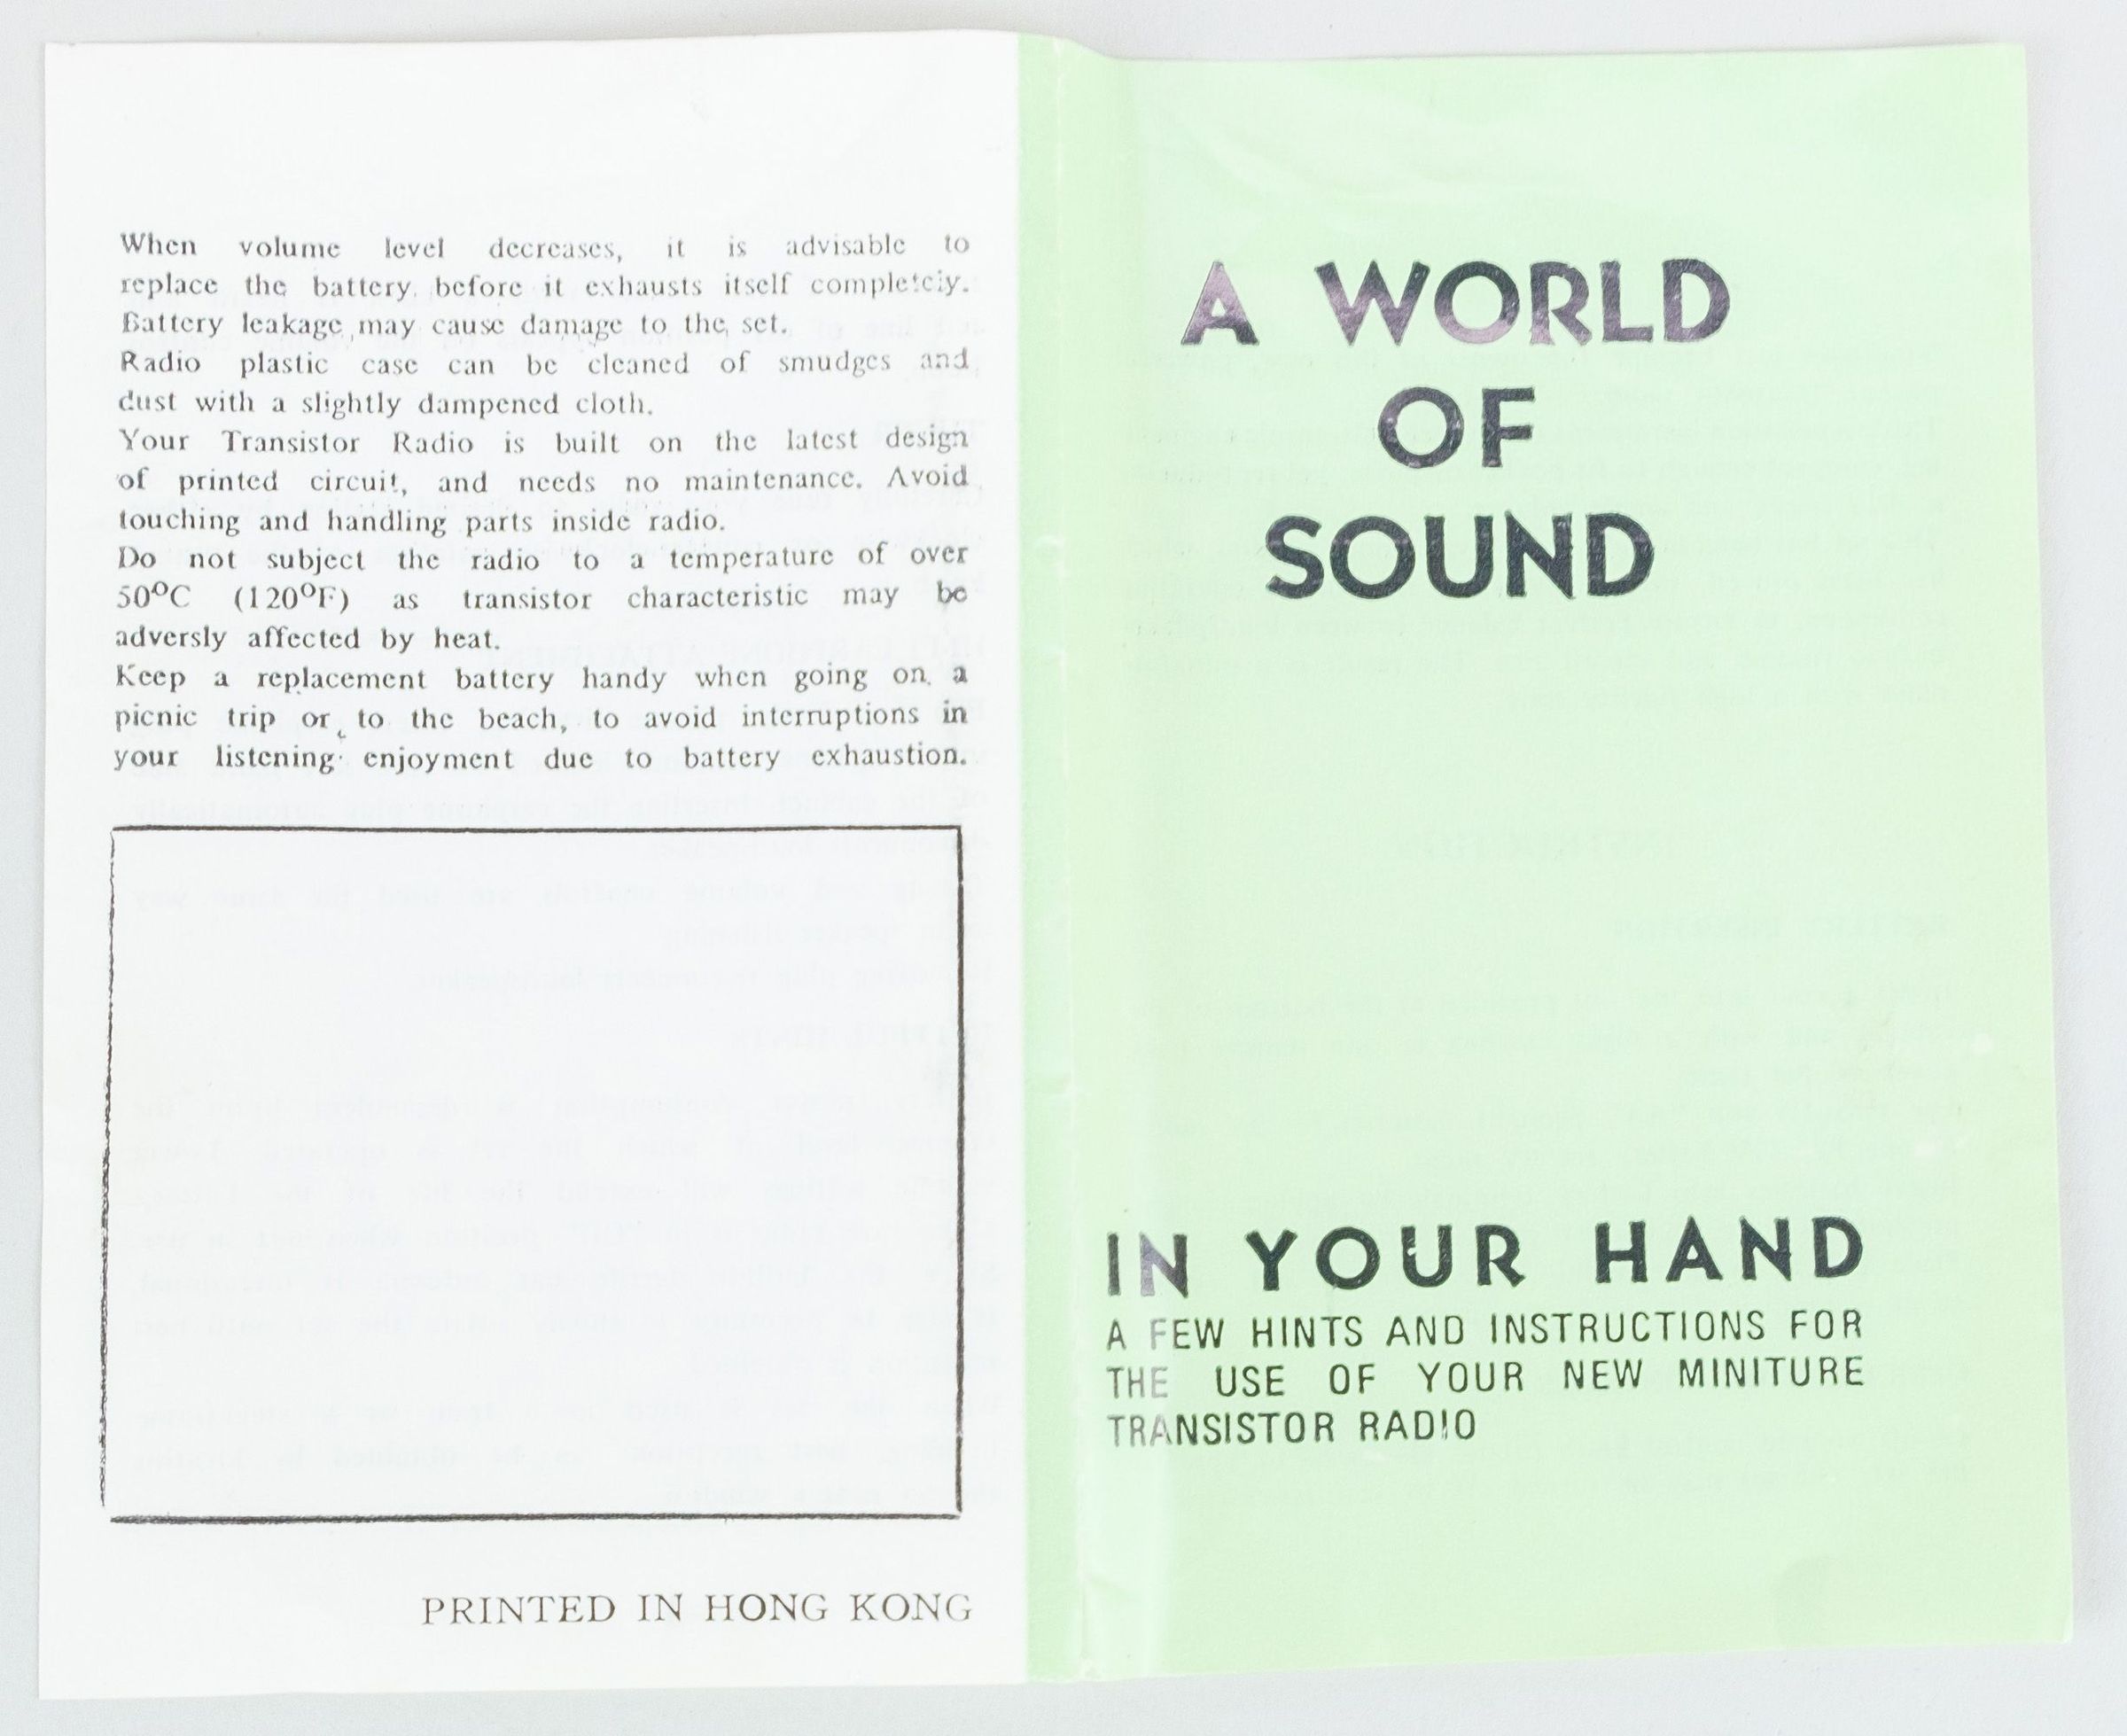 When volume level decreases, it is advisable to
replace the battery before it exhausts itself completely.
Battery leakage may cause damage to the set.
Radio plastic case can be cleaned of smudges and
dust with a slightly dampened cloth.
Your Transistor Radio is built on the latest design
of printed circuit, and needs no maintenance. Avoid
touching and handling parts inside radio.
Do not subject the radio to a temperature of over
50°C (120°F) as transistor characteristic may be
adversly affected by heat.
Keep a replacement battery handy when going on a
picnic trip or to the beach, to avoid interruptions in
your listening enjoyment due to battery exhaustion.
PRINTED IN HONG KONG
A WORLD
OF
SOUND
IN YOUR HAND
A FEW HINTS AND INSTRUCTIONS FOR
THE USE OF YOUR NEW MINITURE
TRANSISTOR RADIO